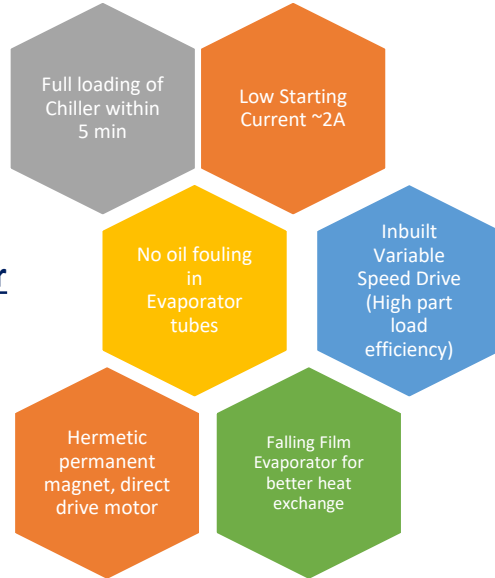 Full loading of
Chiller within
5 min
Low Starting
Current ~2A
No oil fouling
in
Evaporator
tubes
Inbuilt
Variable
Speed Drive
(High part
load
efficiency)
r
Hermetic
permanent
magnet, direct
drive motor
Falling Film
Evaporator for
better heat
exchange